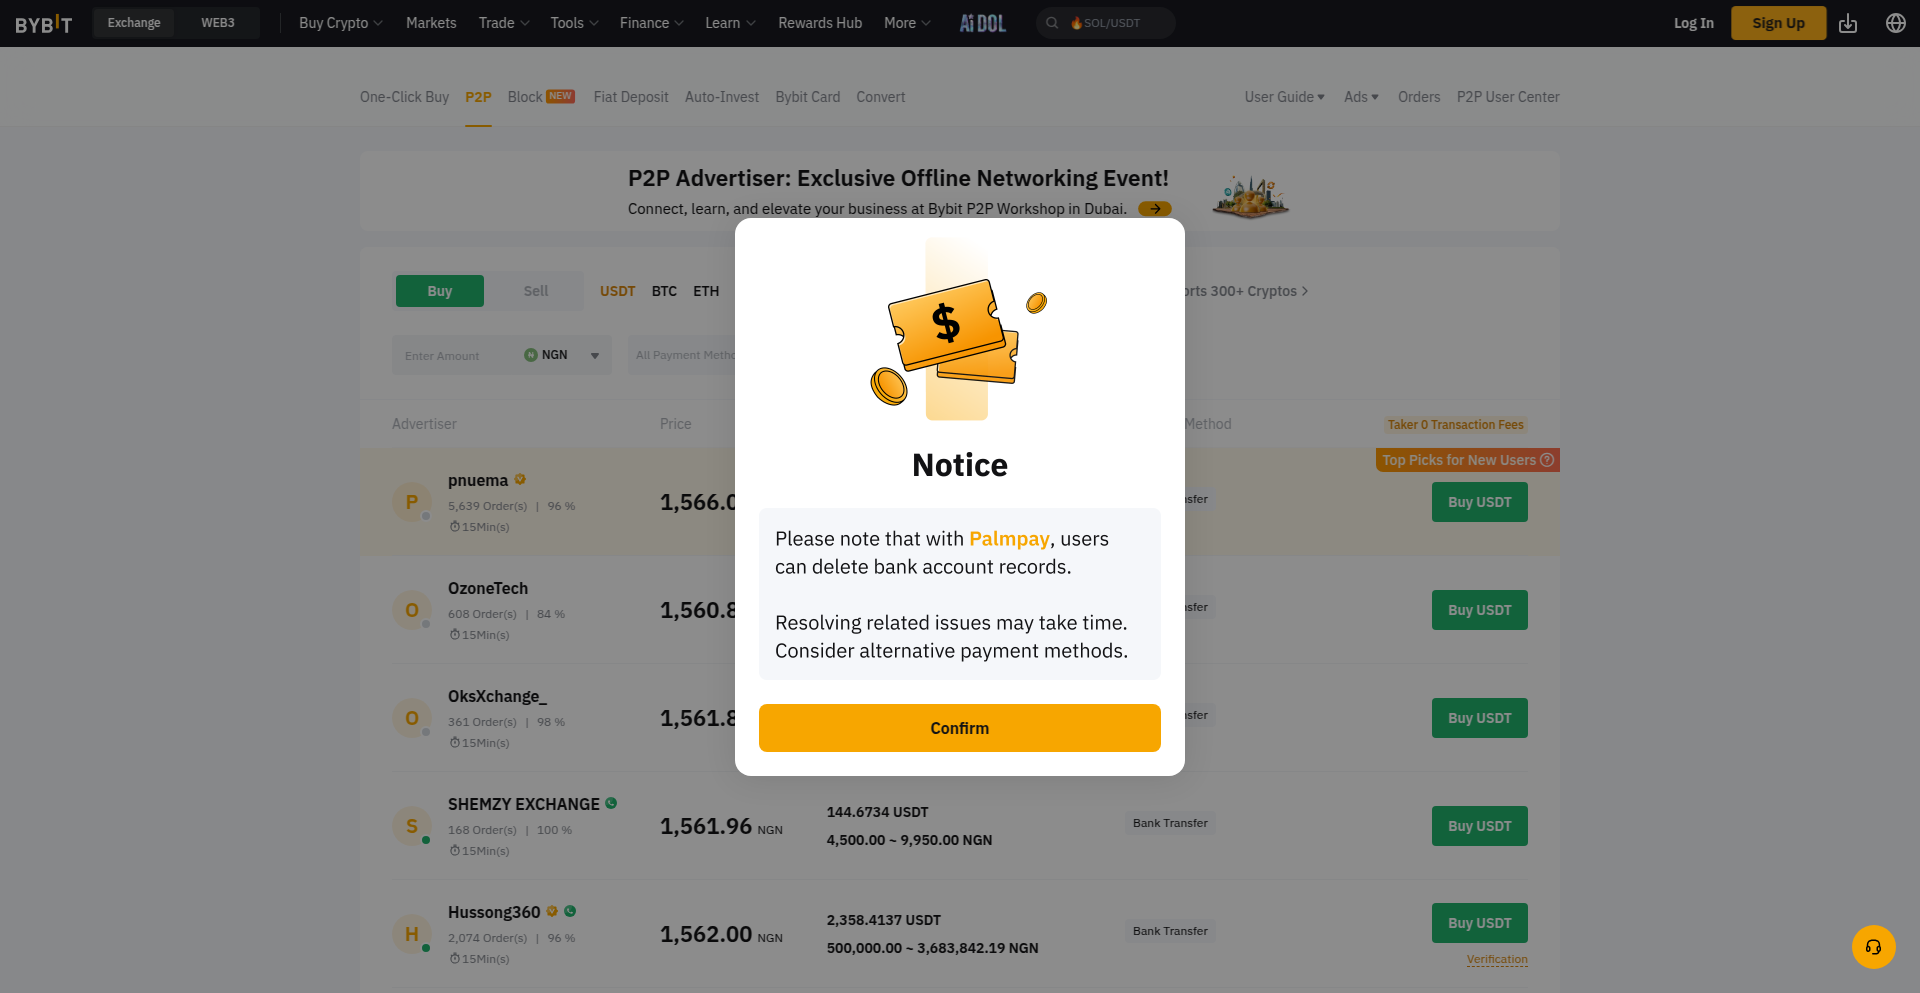 BYBIT Exchange WEB3 Buy Crypto Markets Trade Tools Finance Learn Rewards Hub More AiDOL SOL/USDT Log In Sign Up
One-Click Buy P2P Block NEW Fiat Deposit Auto-Invest Bybit Card Convert User Guide Ads Orders P2P User Center
P2P Advertiser: Exclusive Offline Networking Event!
Connect, learn, and elevate your business at Bybit P2P Workshop in Dubai.
Buy Sell USDT BTC ETH 300+ Cryptos
Enter Amount NGN All Payment
Advertiser Price Method Taker 0 Transaction Fees
Top Picks for New Users
pnuema
5,639 Order(s) | 96 %
15Min(s)
1,566.0
Buy USDT
OzoneTech
608 Order(s) | 84 %
15Min(s)
1,560.8
Buy USDT
OksXchange_
361 Order(s) | 98 %
15Min(s)
1,561.8
Buy USDT
$
Notice
Please note that with Palmpay, users
can delete bank account records.
Resolving related issues may take time.
Consider alternative payment methods.
Confirm
SHEMZY EXCHANGE
168 Order(s) | 100 %
15Min(s)
1,561.96 NGN
144.6734 USDT
4,500.00 ~ 9,950.00 NGN
Bank Transfer
Buy USDT
Hussong360
2,074 Order(s) | 96 %
15Min(s)
1,562.00 NGN
2,358.4137 USDT
500,000.00 ~ 3,683,842.19 NGN
Bank Transfer
Buy USDT
Verification
P
O
O
S
H